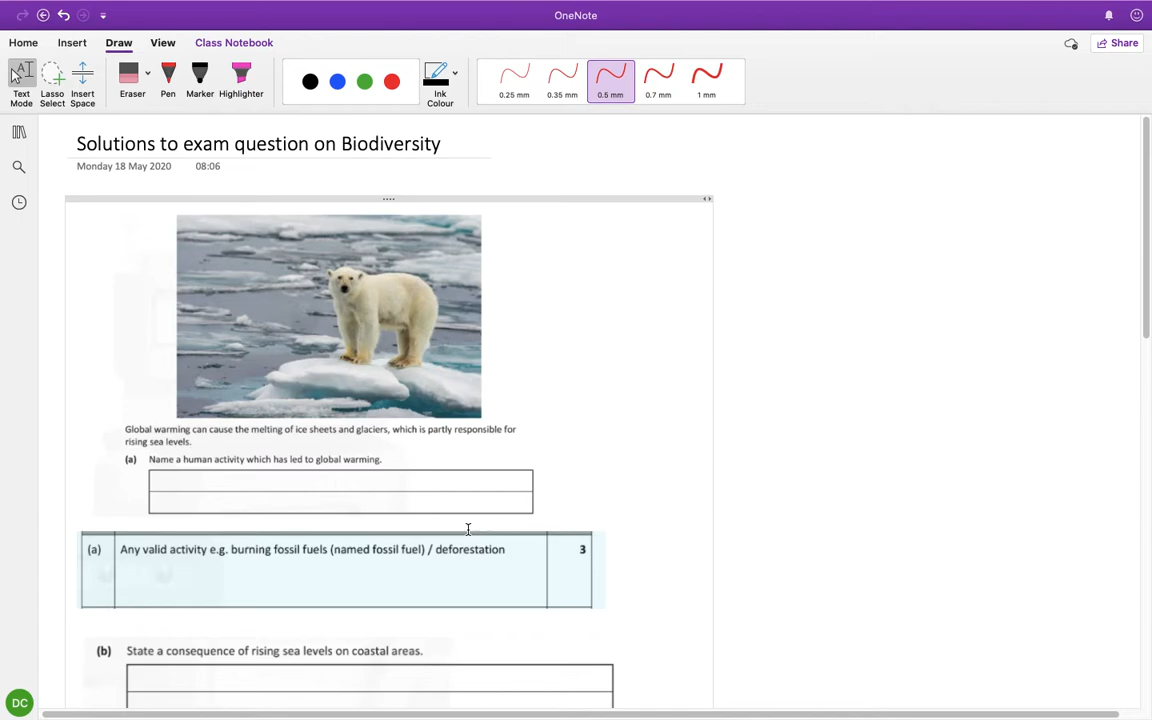 OneNote
Home Insert Draw View Class Notebook
Share
Text Mode
Lasso Select
Insert Space
Eraser
Pen
Marker
Highlighter
Ink Colour
0.25 mm
0.35 mm
0.5 mm
0.7 mm
1 mm
Solutions to exam question on Biodiversity
Monday 18 May 2020 08:06
Global warming can cause the melting of ice sheets and glaciers, which is partly responsible for
rising sea levels.
(a) Name a human activity which has led to global warming.
(a) Any valid activity e.g. burning fossil fuels (named fossil fuel) / deforestation 3
(b) State a consequence of rising sea levels on coastal areas.
DC